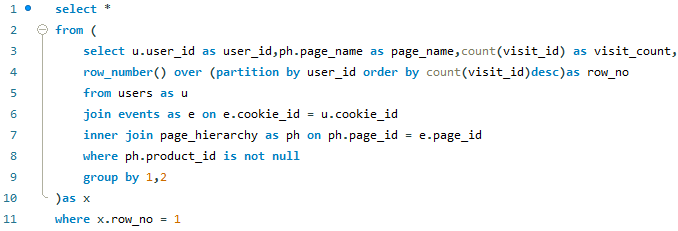 1 select *
2 from (
3 select u.user_id as user_id,ph.page_name as page_name,count(visit_id) as visit_count,
4 row_number() over (partition by user_id order by count(visit_id)desc)as row_no
5 from users as u
6 join events as e on e.cookie_id = u.cookie_id
7 inner join page_hierarchy as ph on ph.page_id = e.page_id
8 where ph.product_id is not null
9 group by 1,2
10 )as x
11 where x.row_no = 1